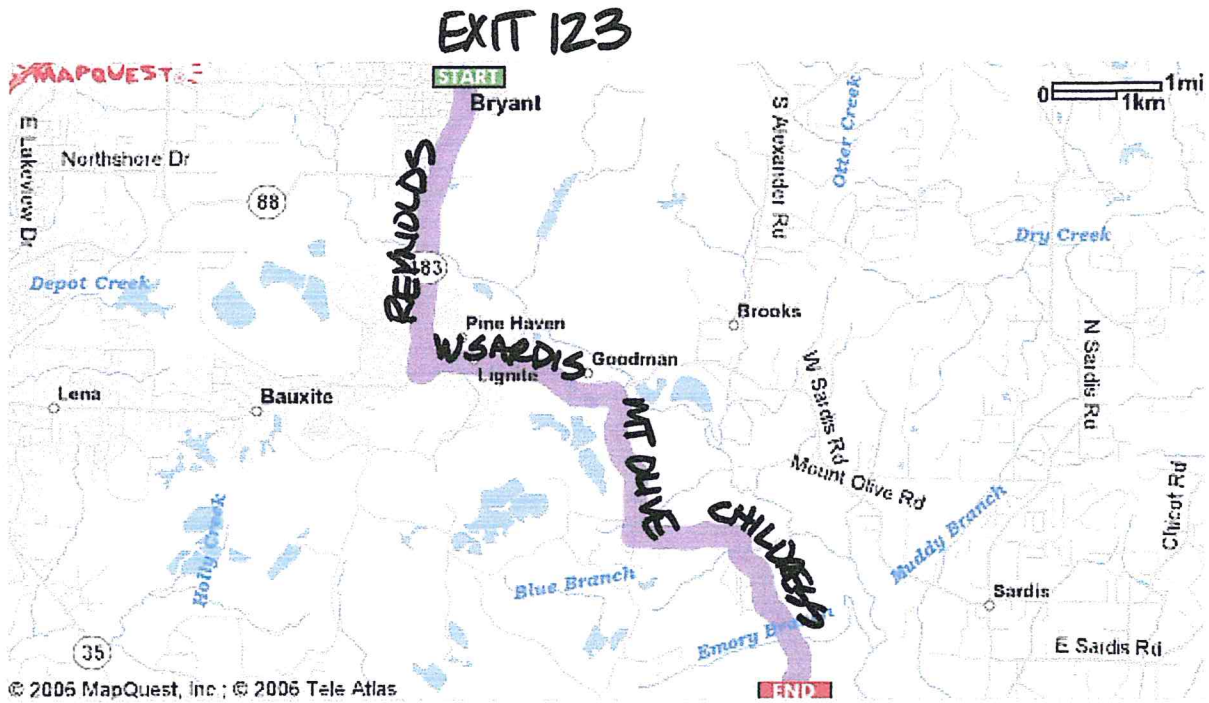 EXIT 123
MAPQUEST
START
Bryant
0 1mi
1km
E Lakeview Dr
Northshore Dr
88
REYNOLDS
S Alexander Rd
Otter Creek
Dry Creek
Depot Creek
183
Pine Haven
Brooks
W SARDIS
Goodman
Lignite
W Sardis Rd
N Sardis Rd
Lena
Bauxite
MT OLIVE
Mount Olive Rd
Chicot Rd
Holly Creek
CHILDRESS
Muddy Branch
Blue Branch
Sardis
Emory Branch
E Sardis Rd
35
© 2006 MapQuest, Inc.; © 2006 Tele Atlas
END